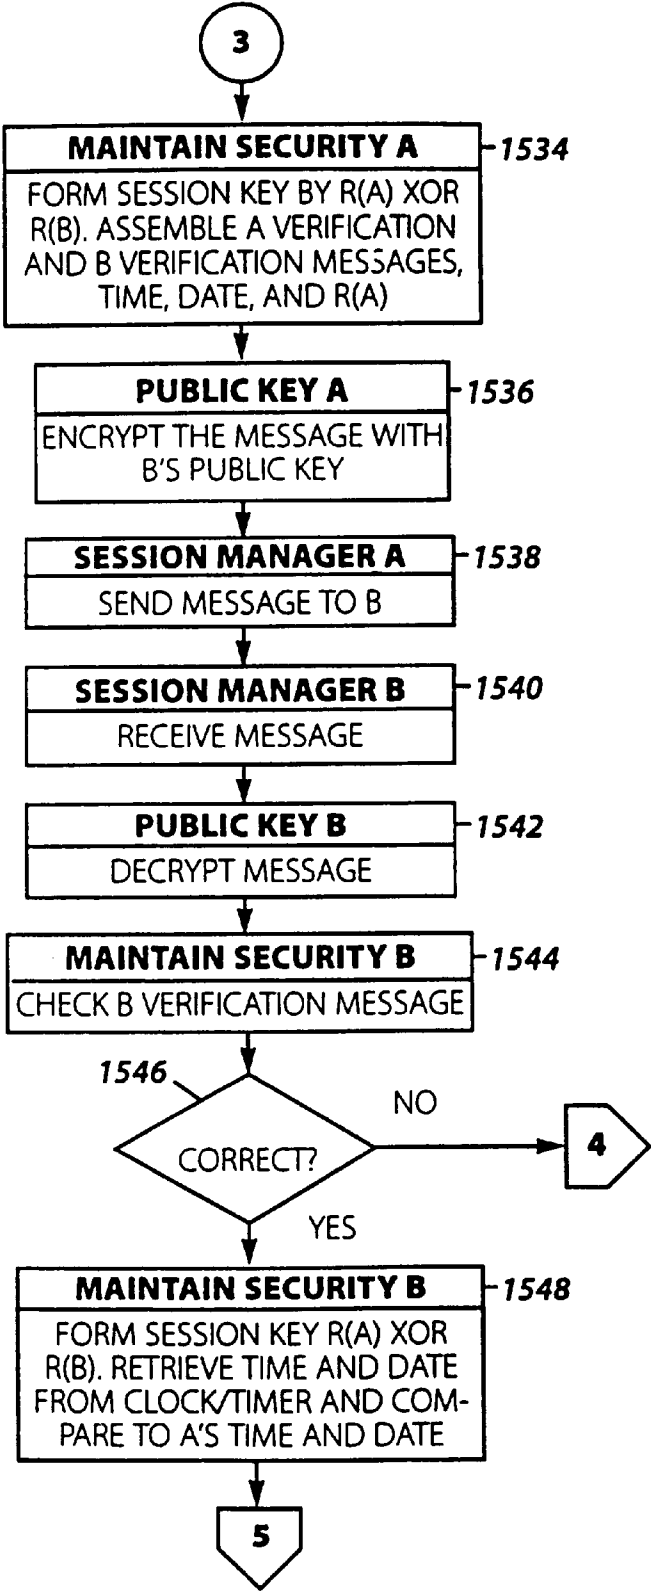 3
MAINTAIN SECURITY A
1534
FORM SESSION KEY BY R(A) XOR
R(B). ASSEMBLE A VERIFICATION
AND B VERIFICATION MESSAGES,
TIME, DATE, AND R(A)
PUBLIC KEY A
1536
ENCRYPT THE MESSAGE WITH
B'S PUBLIC KEY
SESSION MANAGER A
1538
SEND MESSAGE TO B
SESSION MANAGER B
1540
RECEIVE MESSAGE
PUBLIC KEY B
1542
DECRYPT MESSAGE
MAINTAIN SECURITY B
1544
CHECK B VERIFICATION MESSAGE
1546
CORRECT?
NO
4
YES
MAINTAIN SECURITY B
1548
FORM SESSION KEY R(A) XOR
R(B). RETRIEVE TIME AND DATE
FROM CLOCK/TIMER AND COM-
PARE TO A'S TIME AND DATE
5